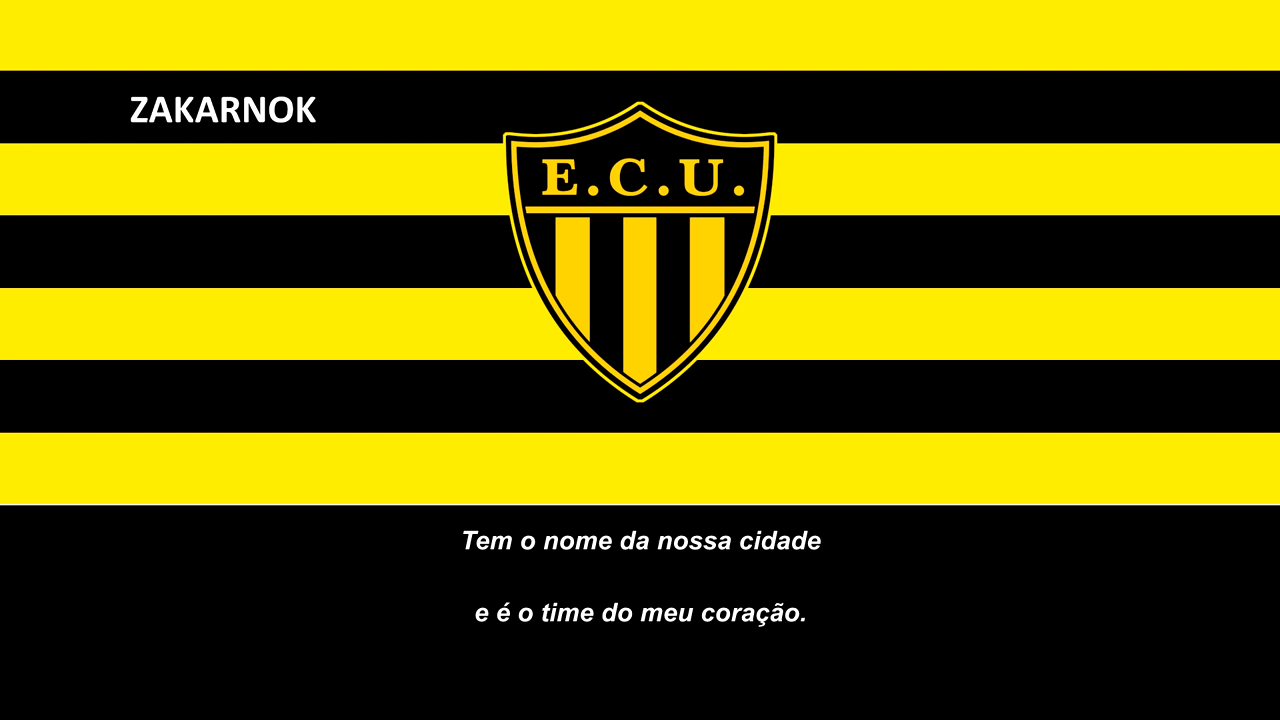 ZAKARNOK
E.C.U.
Tem o nome da nossa cidade
e é o time do meu coração.